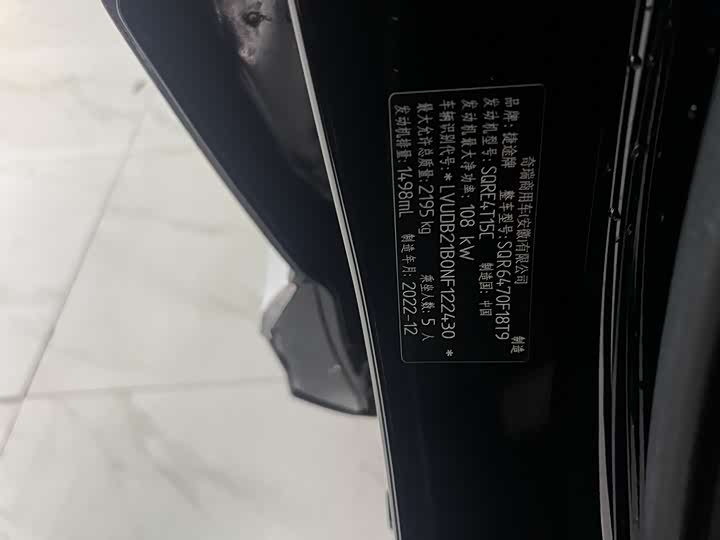 奇瑞商用车(安徽)有限公司 制造
品牌:捷途牌 整车型号:SQR6470F18T9
发动机型号:SQRE4T15C 制造国:中国
发动机最大净功率:108 kW
车辆识别代号:*LVUDB21B0NF122430*
最大允许总质量:2195 kg 乘坐人数:5 人
发动机排量:1498mL 制造年月:2022-12